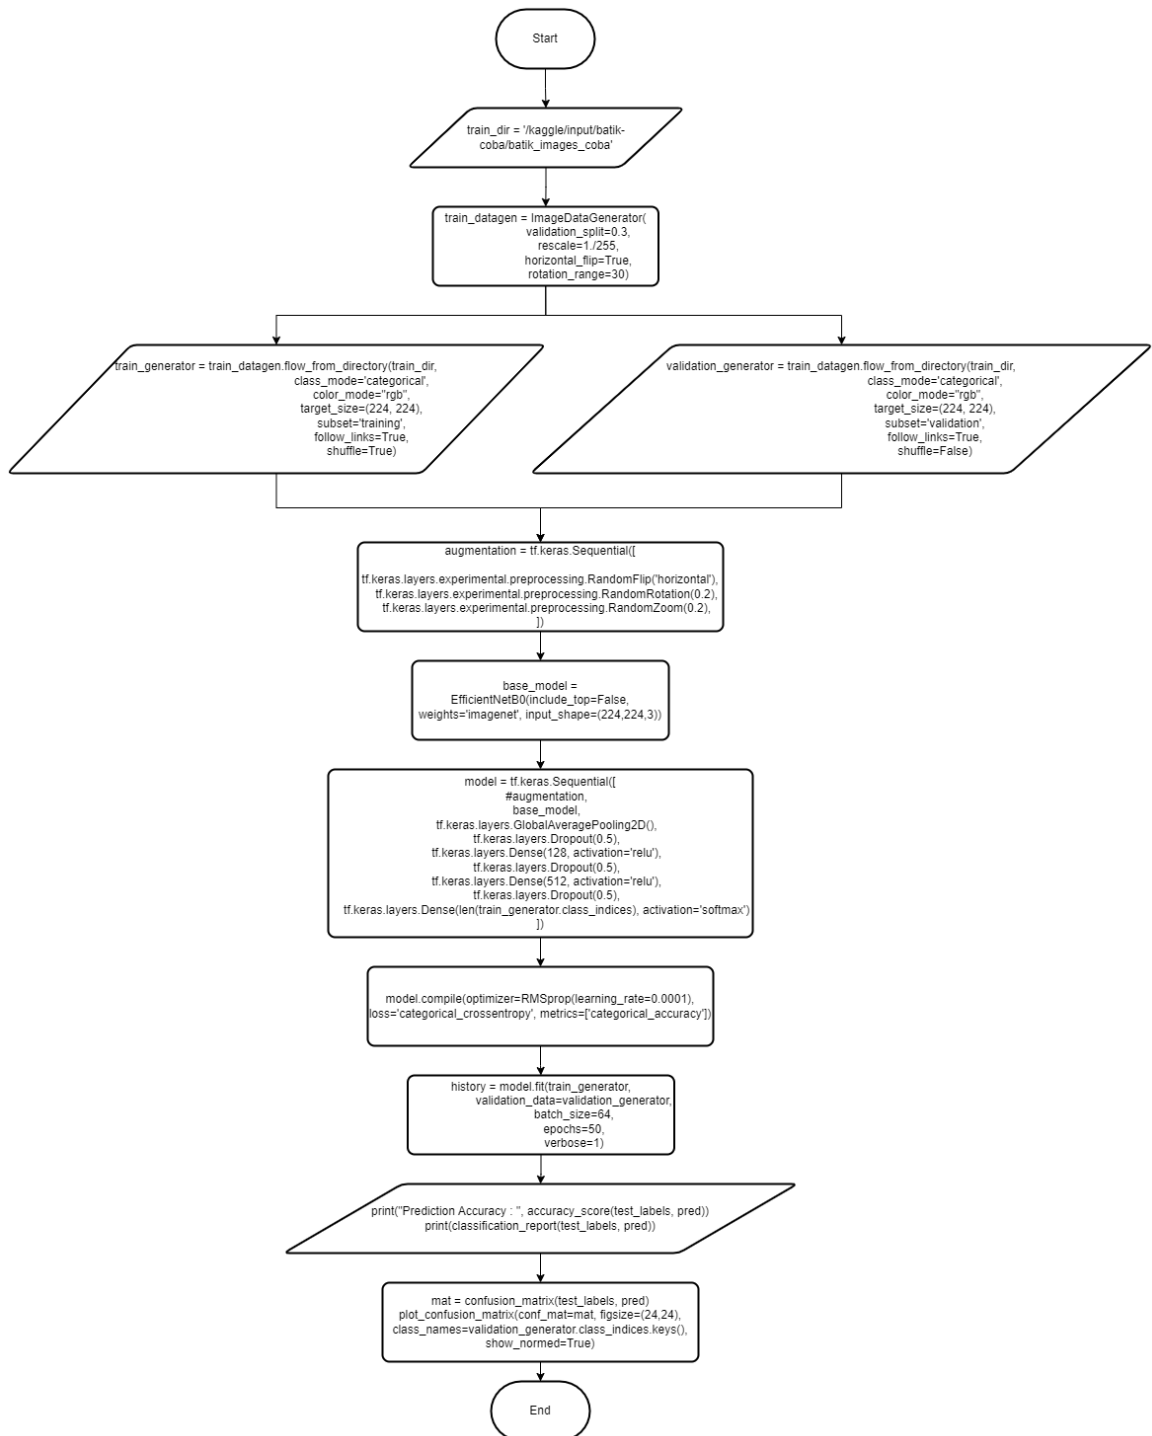 Start
train_dir = '/kaggle/input/batik-
coba/batik_images_coba'
train_datagen = ImageDataGenerator(
validation_split=0.3,
rescale=1./255,
horizontal_flip=True,
rotation_range=30)
train_generator = train_datagen.flow_from_directory(train_dir,
class_mode='categorical',
color_mode="rgb",
target_size=(224, 224),
subset='training',
follow_links=True,
shuffle=True)
validation_generator = train_datagen.flow_from_directory(train_dir,
class_mode='categorical',
color_mode="rgb",
target_size=(224, 224),
subset='validation',
follow_links=True,
shuffle=False)
augmentation = tf.keras.Sequential([
tf.keras.layers.experimental.preprocessing.RandomFlip('horizontal'),
tf.keras.layers.experimental.preprocessing.RandomRotation(0.2),
tf.keras.layers.experimental.preprocessing.RandomZoom(0.2),
])
base_model =
EfficientNetB0(include_top=False,
weights='imagenet', input_shape=(224,224,3))
model = tf.keras.Sequential([
#augmentation,
base_model,
tf.keras.layers.GlobalAveragePooling2D(),
tf.keras.layers.Dropout(0.5),
tf.keras.layers.Dense(128, activation='relu'),
tf.keras.layers.Dropout(0.5),
tf.keras.layers.Dense(512, activation='relu'),
tf.keras.layers.Dropout(0.5),
tf.keras.layers.Dense(len(train_generator.class_indices), activation='softmax')
])
model.compile(optimizer=RMSprop(learning_rate=0.0001),
loss='categorical_crossentropy', metrics=['categorical_accuracy'])
history = model.fit(train_generator,
validation_data=validation_generator,
batch_size=64,
epochs=50,
verbose=1)
print("Prediction Accuracy : ", accuracy_score(test_labels, pred))
print(classification_report(test_labels, pred))
mat = confusion_matrix(test_labels, pred)
plot_confusion_matrix(conf_mat=mat, figsize=(24,24),
class_names=validation_generator.class_indices.keys(),
show_normed=True)
End